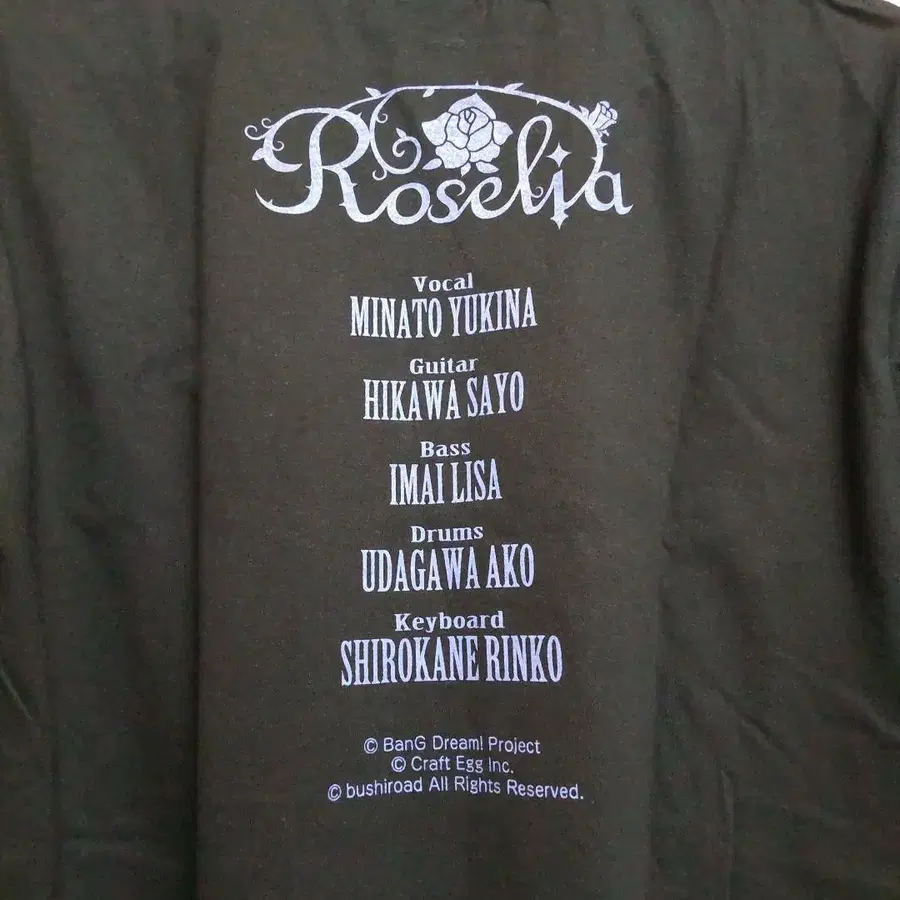 Roselia
Vocal
MINATO YUKINA
Guitar
HIKAWA SAYO
Bass
IMAI LISA
Drums
UDAGAWA AKO
Keyboard
SHIROKANE RINKO
© BanG Dream! Project
© Craft Egg Inc.
© bushiroad All Rights Reserved.